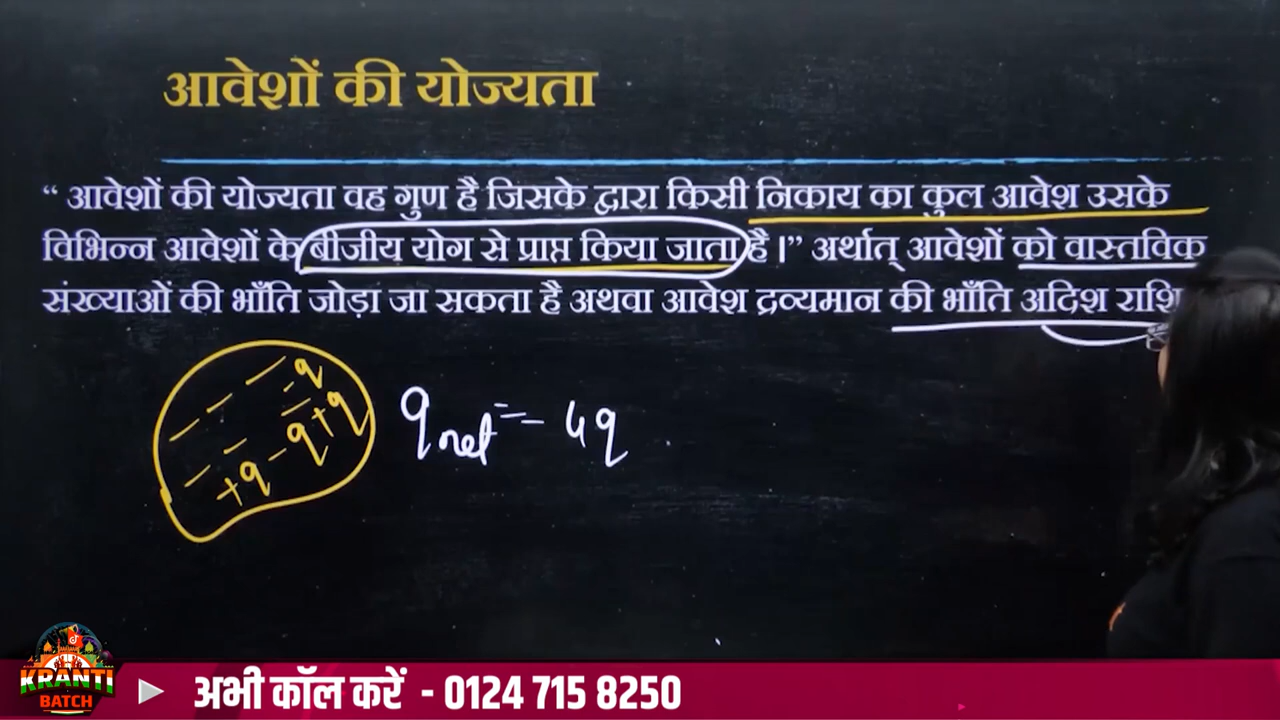 आवेशों की योज्यता
“ आवेशों की योज्यता वह गुण है जिसके द्वारा किसी निकाय का कुल आवेश उसके
विभिन्न आवेशों के बीजीय योग से प्राप्त किया जाता है।” अर्थात् आवेशों को वास्तविक
संख्याओं की भाँति जोड़ा जा सकता है अथवा आवेश द्रव्यमान की भाँति अदिश राशि
- q
+q
- q
+q
q net = - 4q
KRANTI
BATCH
अभी कॉल करें - 0124 715 8250